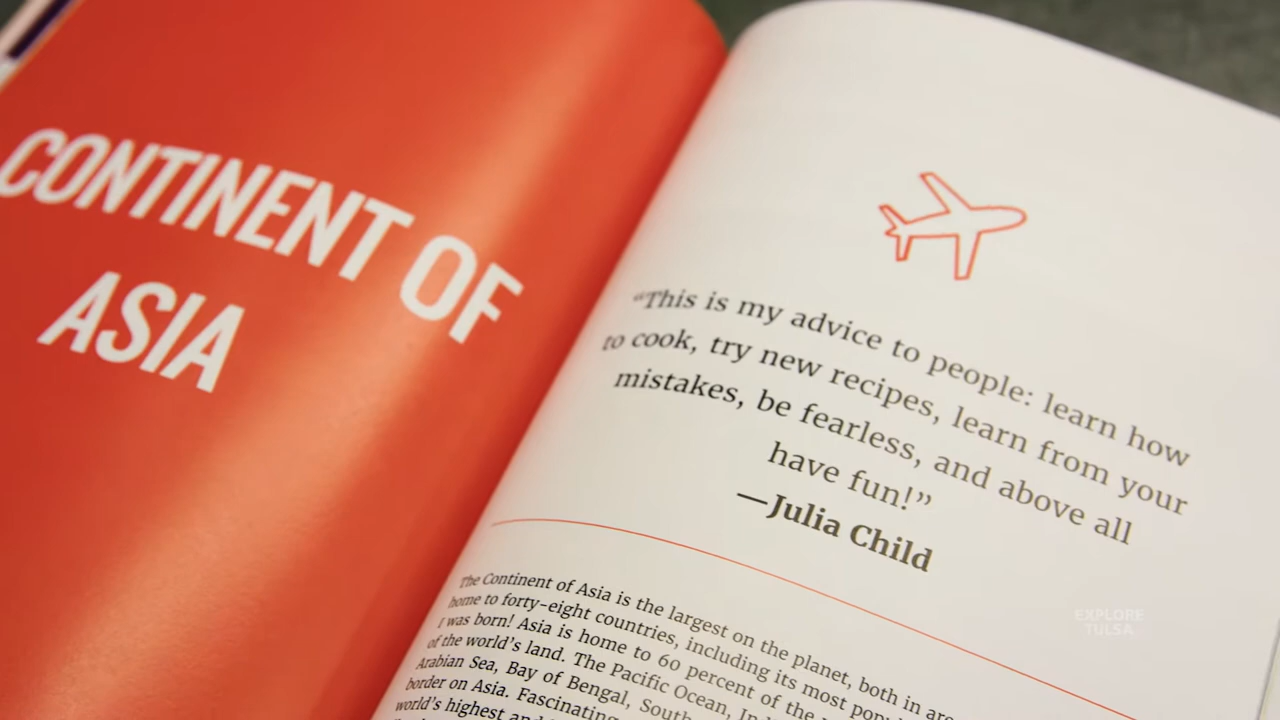 CONTINENT OF
ASIA
“This is my advice to people: learn how
to cook, try new recipes, learn from your
mistakes, be fearless, and above all
have fun!”
—Julia Child
The Continent of Asia is the largest on the planet, both in are
home to forty-eight countries, including its most popu
I was born! Asia is home to 60 percent of the
of the world’s land. The Pacific Ocean, Ind
Arabian Sea, Bay of Bengal, South
border on Asia. Fascinating
world’s highest and
EXPLORE
TULSA